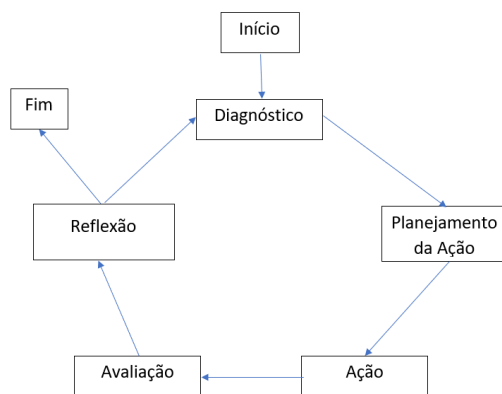 Início
Fim
Diagnóstico
Reflexão
Planejamento
da Ação
Avaliação
Ação